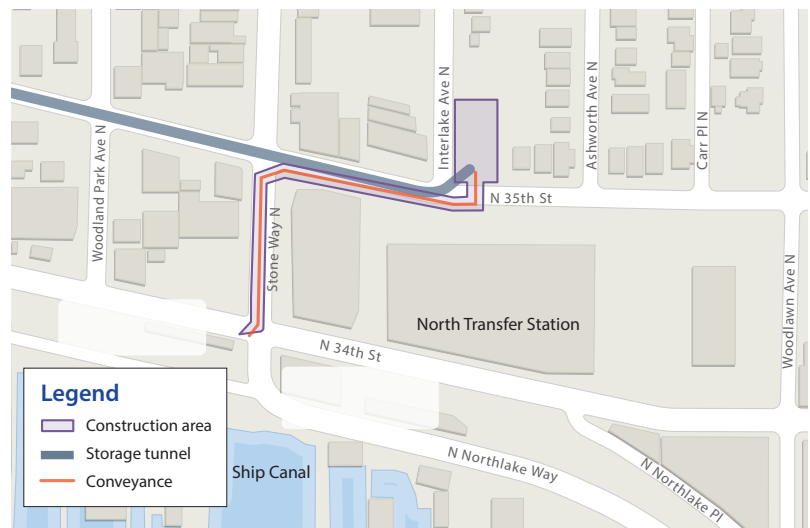 Woodland Park Ave N
Interlake Ave N
Ashworth Ave N
Carr Pl N
N 35th St
Stone Way N
Woodlawn Ave N
North Transfer Station
N 34th St
N Northlake Way
N Northlake Pl
Ship Canal
Legend
Construction area
Storage tunnel
Conveyance